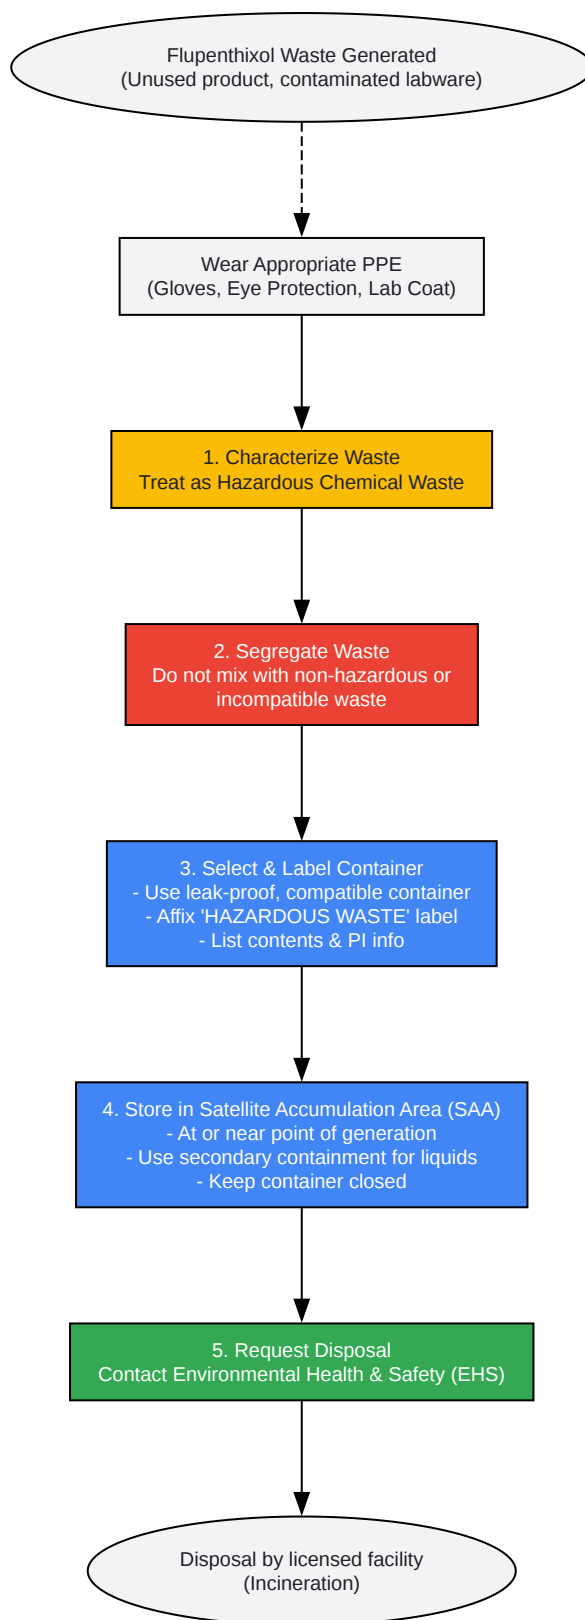 Flupenthixol Waste Generated
(Unused product, contaminated labware)
Wear Appropriate PPE
(Gloves, Eye Protection, Lab Coat)
1. Characterize Waste
Treat as Hazardous Chemical Waste
2. Segregate Waste
Do not mix with non-hazardous or
incompatible waste
3. Select & Label Container
- Use leak-proof, compatible container
- Affix 'HAZARDOUS WASTE' label
- List contents & PI info
4. Store in Satellite Accumulation Area (SAA)
- At or near point of generation
- Use secondary containment for liquids
- Keep container closed
5. Request Disposal
Contact Environmental Health & Safety (EHS)
Disposal by licensed facility
(Incineration)